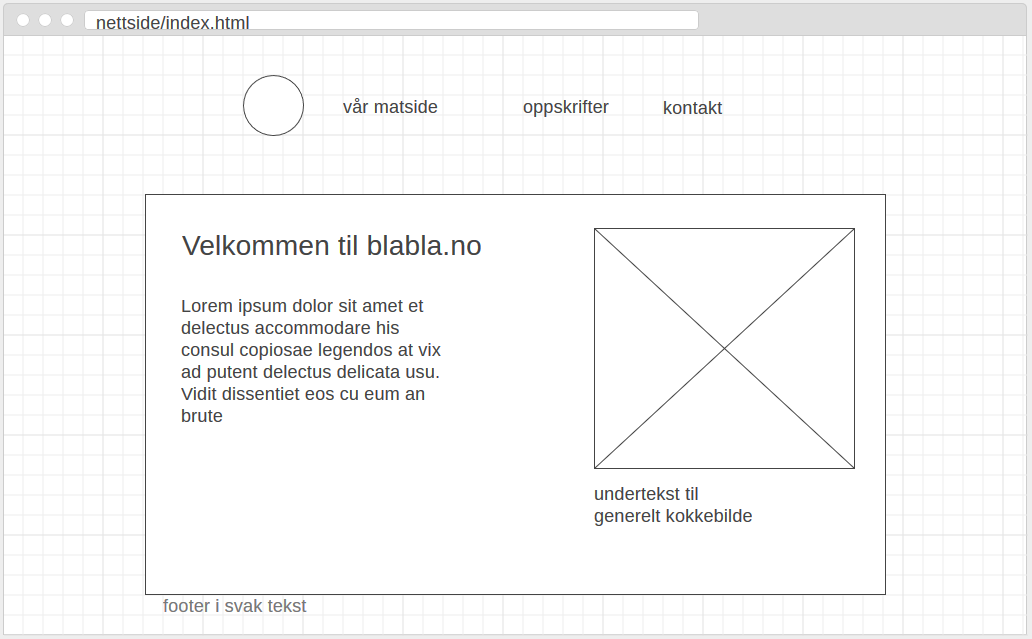 nettside/index.html
vår matside oppskrifter kontakt
Velkommen til blabla.no
Lorem ipsum dolor sit amet et
delectus accommodare his
consul copiosae legendos at vix
ad putent delectus delicata usu.
Vidit dissentiet eos cu eum an
brute
undertekst til
generelt kokkebilde
footer i svak tekst